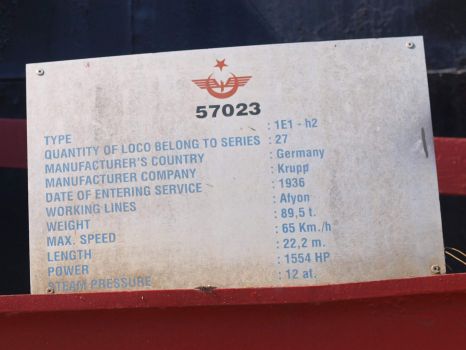 57023
TYPE : 1E1 - h2
QUANTITY OF LOCO BELONG TO SERIES : 27
MANUFACTURER'S COUNTRY : Germany
MANUFACTURER COMPANY : Krupp
DATE OF ENTERING SERVICE : 1936
WORKING LINES : Afyon
WEIGHT : 89,5 t.
MAX. SPEED : 65 Km./h
LENGTH : 22,2 m.
POWER : 1554 HP
STEAM PRESSURE : 12 at.